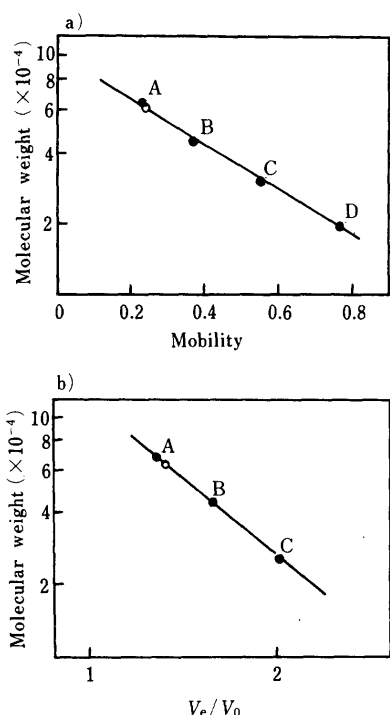 a)
Molecular weight (×10⁻⁴)
10
8
6
4
2
A
B
C
D
0
0.2
0.4
0.6
0.8
Mobility
b)
Molecular weight (×10⁻⁴)
10
8
6
4
2
A
B
C
1
2
Vₑ/V₀